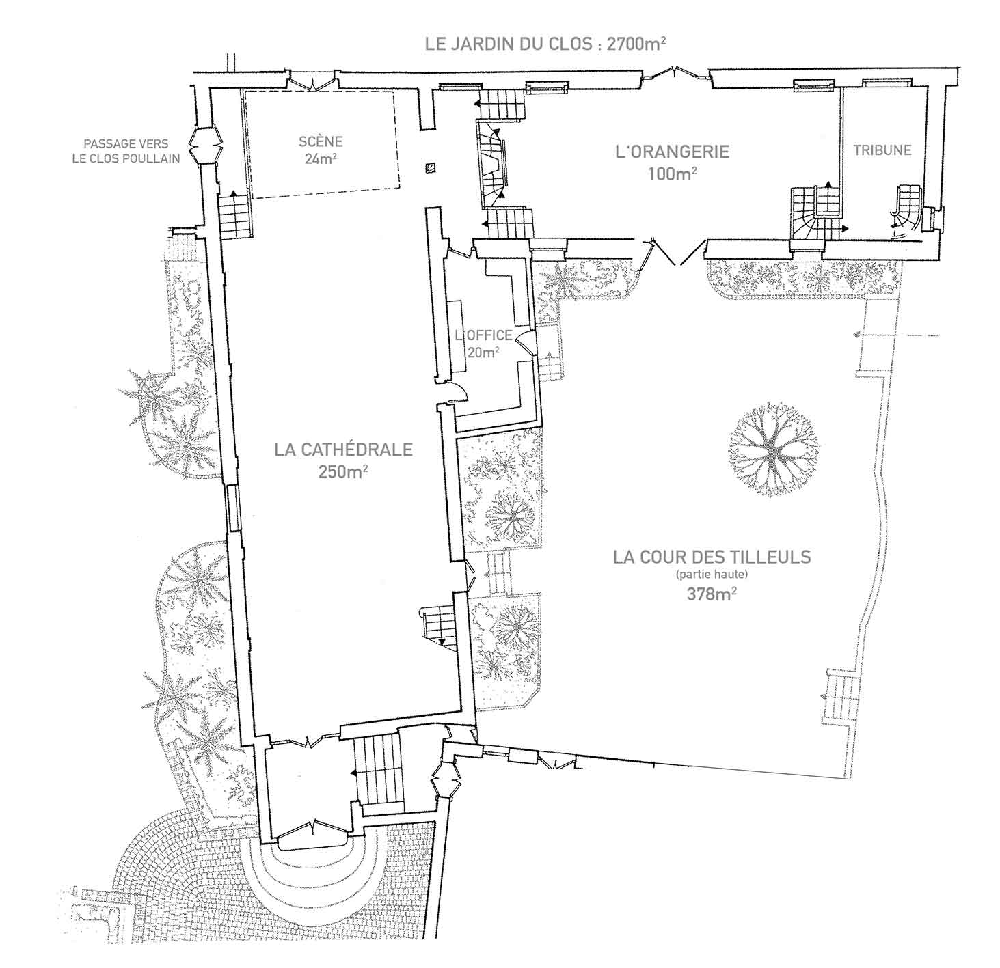 LE JARDIN DU CLOS : 2700m²
PASSAGE VERS
LE CLOS POULLAIN
SCÈNE
24m²
L'ORANGERIE
100m²
TRIBUNE
L'OFFICE
20m²
LA CATHÉDRALE
250m²
LA COUR DES TILLEULS
(partie haute)
378m²